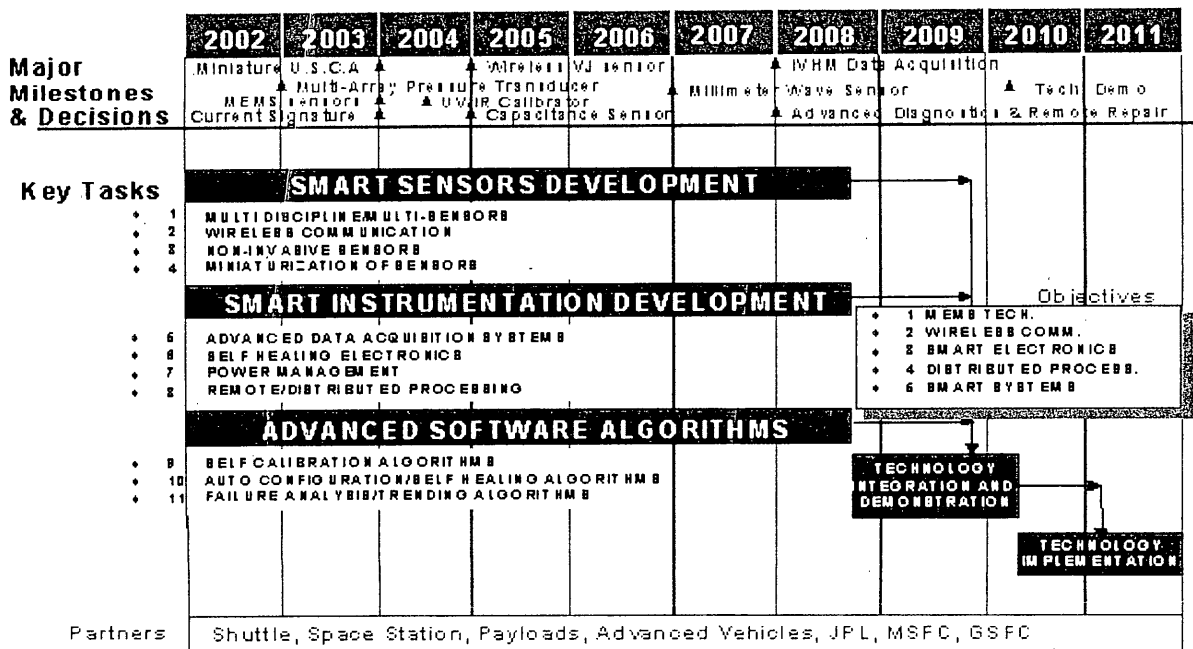 2002 2003 2004 2005 2006 2007 2008 2009 2010 2011
Major
Milestones
& Decisions
Miniature U.S.C.A Wireless VJ sensor IVHM Data Acquisition
Multi-Array Pressure Transducer Millimeter Wave Sensor Tech. Demo
MEMS sensors UV/IR Calibrator
Current Signature Capacitance Sensor Advanced Diagnostics & Remote Repair
Key Tasks
SMART SENSORS DEVELOPMENT
1 MULTIDISCIPLINE/MULTI-SENSORS
2 WIRELESS COMMUNICATION
3 NON-INVASIVE SENSORS
4 MINIATURIZATION OF SENSORS
SMART INSTRUMENTATION DEVELOPMENT
5 ADVANCED DATA ACQUISITION SYSTEMS
6 SELF HEALING ELECTRONICS
7 POWER MANAGEMENT
8 REMOTE/DISTRIBUTED PROCESSING
Objectives
1 MEMS TECH.
2 WIRELESS COMM.
3 SMART ELECTRONICS
4 DISTRIBUTED PROCESS.
5 SMART SYSTEMS
ADVANCED SOFTWARE ALGORITHMS
9 SELF CALIBRATION ALGORITHMS
10 AUTO CONFIGURATION/SELF HEALING ALGORITHMS
11 FAILURE ANALYSIS/TRENDING ALGORITHMS
TECHNOLOGY
INTEGRATION AND
DEMONSTRATION
TECHNOLOGY
IMPLEMENTATION
Partners Shuttle, Space Station, Payloads, Advanced Vehicles, JPL, MSFC, GSFC